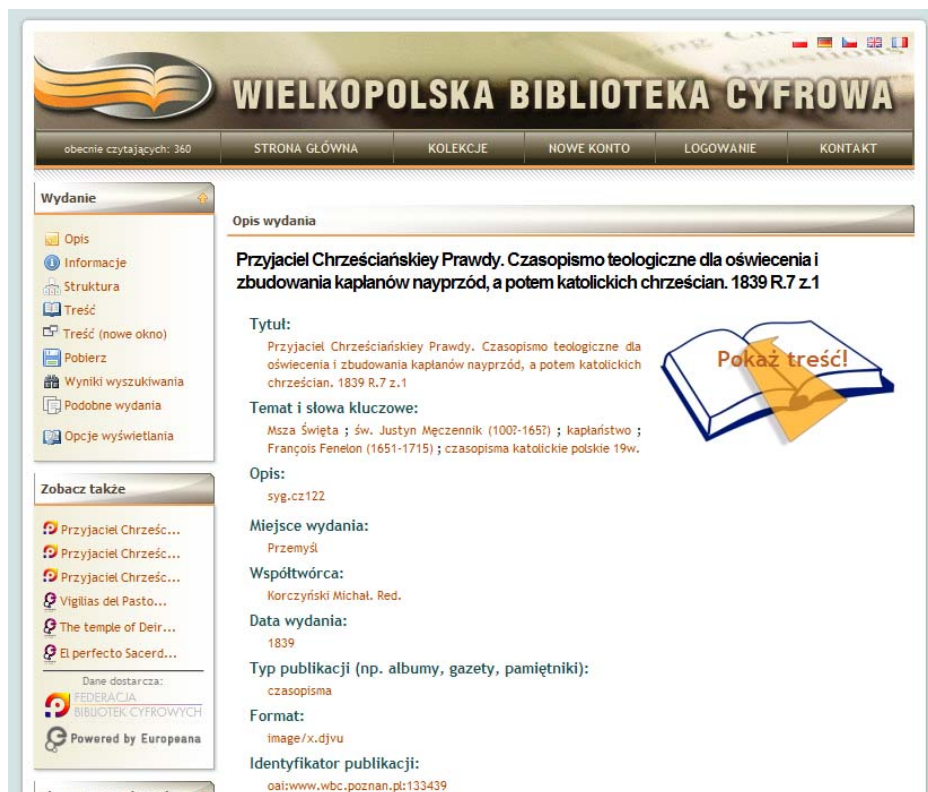 WIELKOPOLSKA BIBLIOTEKA CYFROWA
obecnie czytających: 360
STRONA GŁÓWNA
KOLEKCJE
NOWE KONTO
LOGOWANIE
KONTAKT
Wydanie
Opis
Informacje
Struktura
Treść
Treść (nowe okno)
Pobierz
Wyniki wyszukiwania
Podobne wydania
Opcje wyświetlania
Zobacz także
Przyjaciel Chrześc...
Przyjaciel Chrześc...
Przyjaciel Chrześc...
Vigilias del Pasto...
The temple of Deir...
El perfecto Sacerd...
Dane dostarcza:
FEDERACJA
BIBLIOTEK CYFROWYCH
Powered by Europeana
Opis wydania
Przyjaciel Chrześciańskiey Prawdy. Czasopismo teologiczne dla oświecenia i
zbudowania kapłanów nayprzód, a potem katolickich chrześcian. 1839 R.7 z.1
Tytuł:
Przyjaciel Chrześciańskiey Prawdy. Czasopismo teologiczne dla
oświecenia i zbudowania kapłanów nayprzód, a potem katolickich
chrześcian. 1839 R.7 z.1
Pokaż treść!
Temat i słowa kluczowe:
Msza Święta ; św. Justyn Męczennik (100?-165?) ; kapłaństwo ;
François Fenelon (1651-1715) ; czasopisma katolickie polskie 19w.
Opis:
syg.cz122
Miejsce wydania:
Przemyśl
Współtwórca:
Korczyński Michał. Red.
Data wydania:
1839
Typ publikacji (np. albumy, gazety, pamiętniki):
czasopisma
Format:
image/x.djvu
Identyfikator publikacji:
oai:www.wbc.poznan.pl:133439